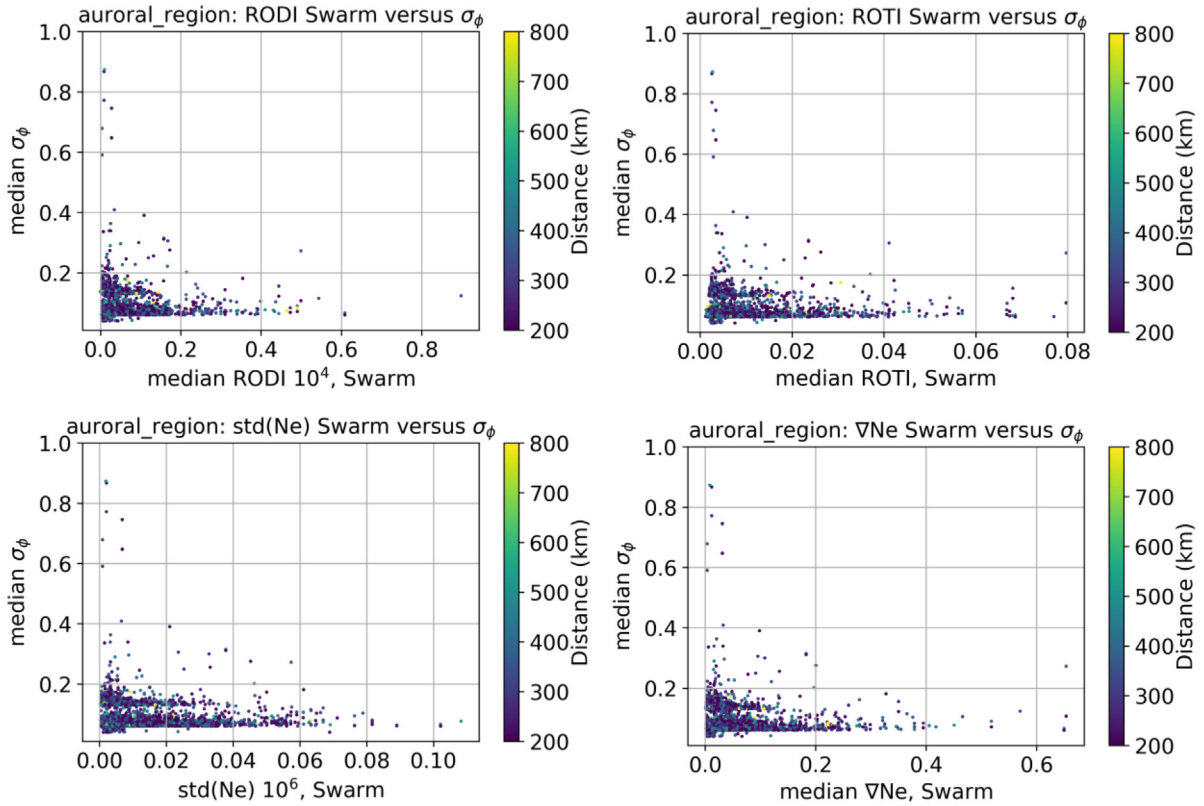 auroral_region: RODI Swarm versus σϕ
median σϕ
1.0
0.8
0.6
0.4
0.2
0.0 0.2 0.4 0.6 0.8
median RODI 10⁴, Swarm
800
700
600
500
400
300
200
Distance (km)
auroral_region: ROTI Swarm versus σϕ
median σϕ
1.0
0.8
0.6
0.4
0.2
0.00 0.02 0.04 0.06 0.08
median ROTI, Swarm
800
700
600
500
400
300
200
Distance (km)
auroral_region: std(Ne) Swarm versus σϕ
median σϕ
1.0
0.8
0.6
0.4
0.2
0.00 0.02 0.04 0.06 0.08 0.10
std(Ne) 10⁶, Swarm
800
700
600
500
400
300
200
Distance (km)
auroral_region: ∇Ne Swarm versus σϕ
median σϕ
1.0
0.8
0.6
0.4
0.2
0.0 0.2 0.4 0.6
median ∇Ne, Swarm
800
700
600
500
400
300
200
Distance (km)